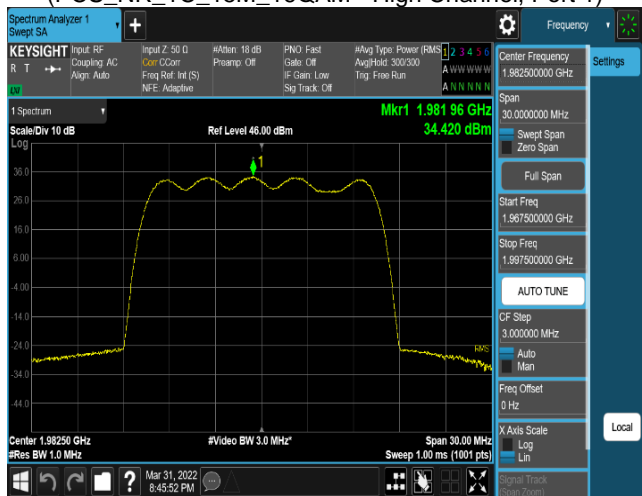 (PCS_NR_15_15M_16QAM - High Channel, Port 1)
Spectrum Analyzer 1
Swept SA
+
Frequency
KEYSIGHT
R T
Input: RF
Coupling: AC
Align: Auto
Input Z: 50 Ω
Corr CCorr
Freq Ref: Int (S)
NFE: Adaptive
#Atten: 18 dB
Preamp: Off
PNO: Fast
Gate: Off
IF Gain: Low
Sig Track: Off
#Avg Type: Power (RMS
Avg|Hold: 300/300
Trig: Free Run
1 2 3 4 5 6
A W W W W W
A N N N N N
1 Spectrum
Scale/Div 10 dB
Ref Level 46.00 dBm
Mkr1 1.981 96 GHz
34.420 dBm
Log
1
36.0
26.0
16.0
6.00
-4.00
-14.0
-24.0
-34.0
-44.0
RMS
Center 1.98250 GHz
#Video BW 3.0 MHz*
Span 30.00 MHz
#Res BW 1.0 MHz
Sweep 1.00 ms (1001 pts)
Mar 31, 2022
8:45:52 PM
Center Frequency
1.982500000 GHz
Settings
Span
30.0000000 MHz
Swept Span
Zero Span
Full Span
Start Freq
1.967500000 GHz
Stop Freq
1.997500000 GHz
AUTO TUNE
CF Step
3.000000 MHz
Auto
Man
Freq Offset
0 Hz
X Axis Scale
Log
Lin
Local
Signal Track
(Span Zoom)